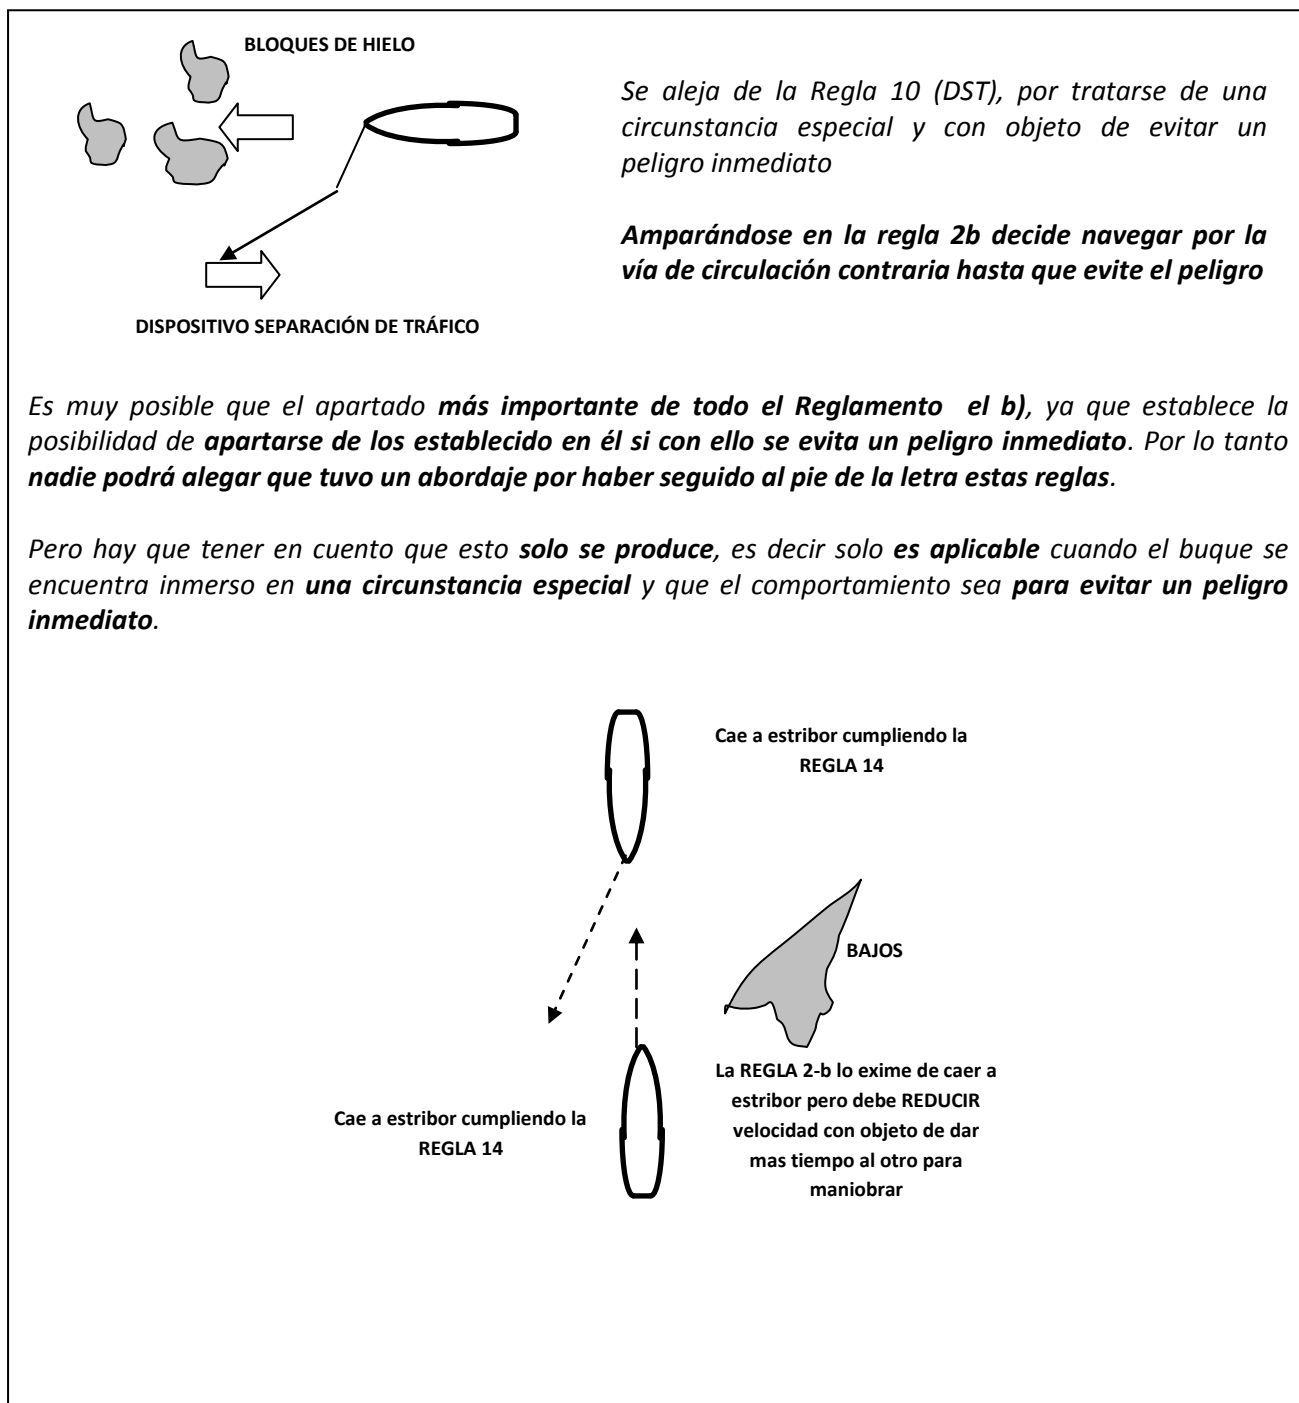 BLOQUES DE HIELO
Se aleja de la Regla 10 (DST), por tratarse de una
circunstancia especial y con objeto de evitar un
peligro inmediato
Amparándose en la regla 2b decide navegar por la
vía de circulación contraria hasta que evite el peligro
DISPOSITIVO SEPARACIÓN DE TRÁFICO
Es muy posible que el apartado más importante de todo el Reglamento el b), ya que establece la
posibilidad de apartarse de los establecido en él si con ello se evita un peligro inmediato. Por lo tanto
nadie podrá alegar que tuvo un abordaje por haber seguido al pie de la letra estas reglas.
Pero hay que tener en cuento que esto solo se produce, es decir solo es aplicable cuando el buque se
encuentra inmerso en una circunstancia especial y que el comportamiento sea para evitar un peligro
inmediato.
Cae a estribor cumpliendo la
REGLA 14
BAJOS
La REGLA 2-b lo exime de caer a
estribor pero debe REDUCIR
velocidad con objeto de dar
mas tiempo al otro para
maniobrar
Cae a estribor cumpliendo la
REGLA 14